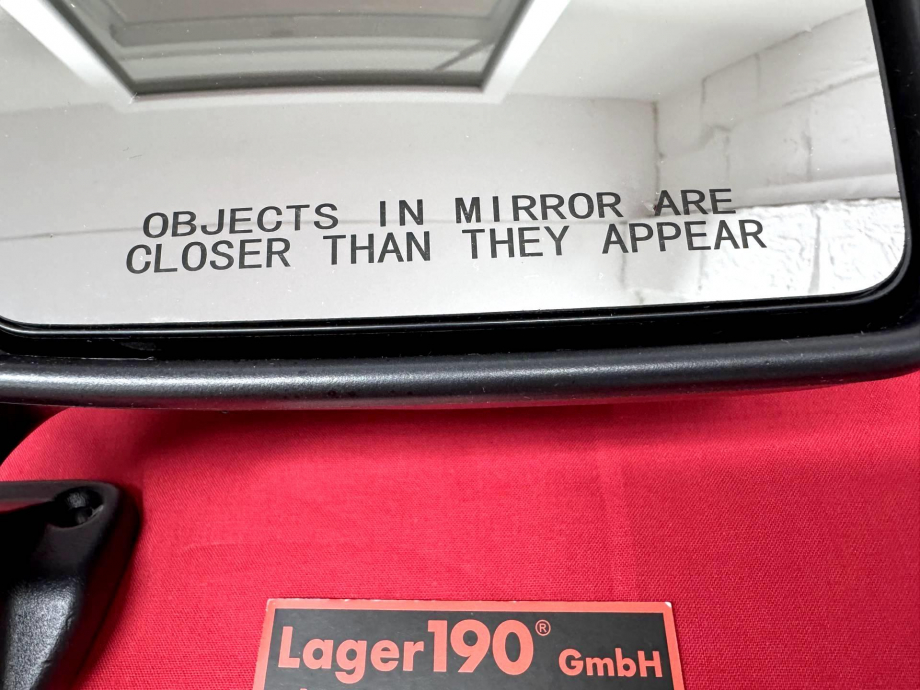 OBJECTS IN MIRROR ARE
CLOSER THAN THEY APPEAR
Lager190® GmbH